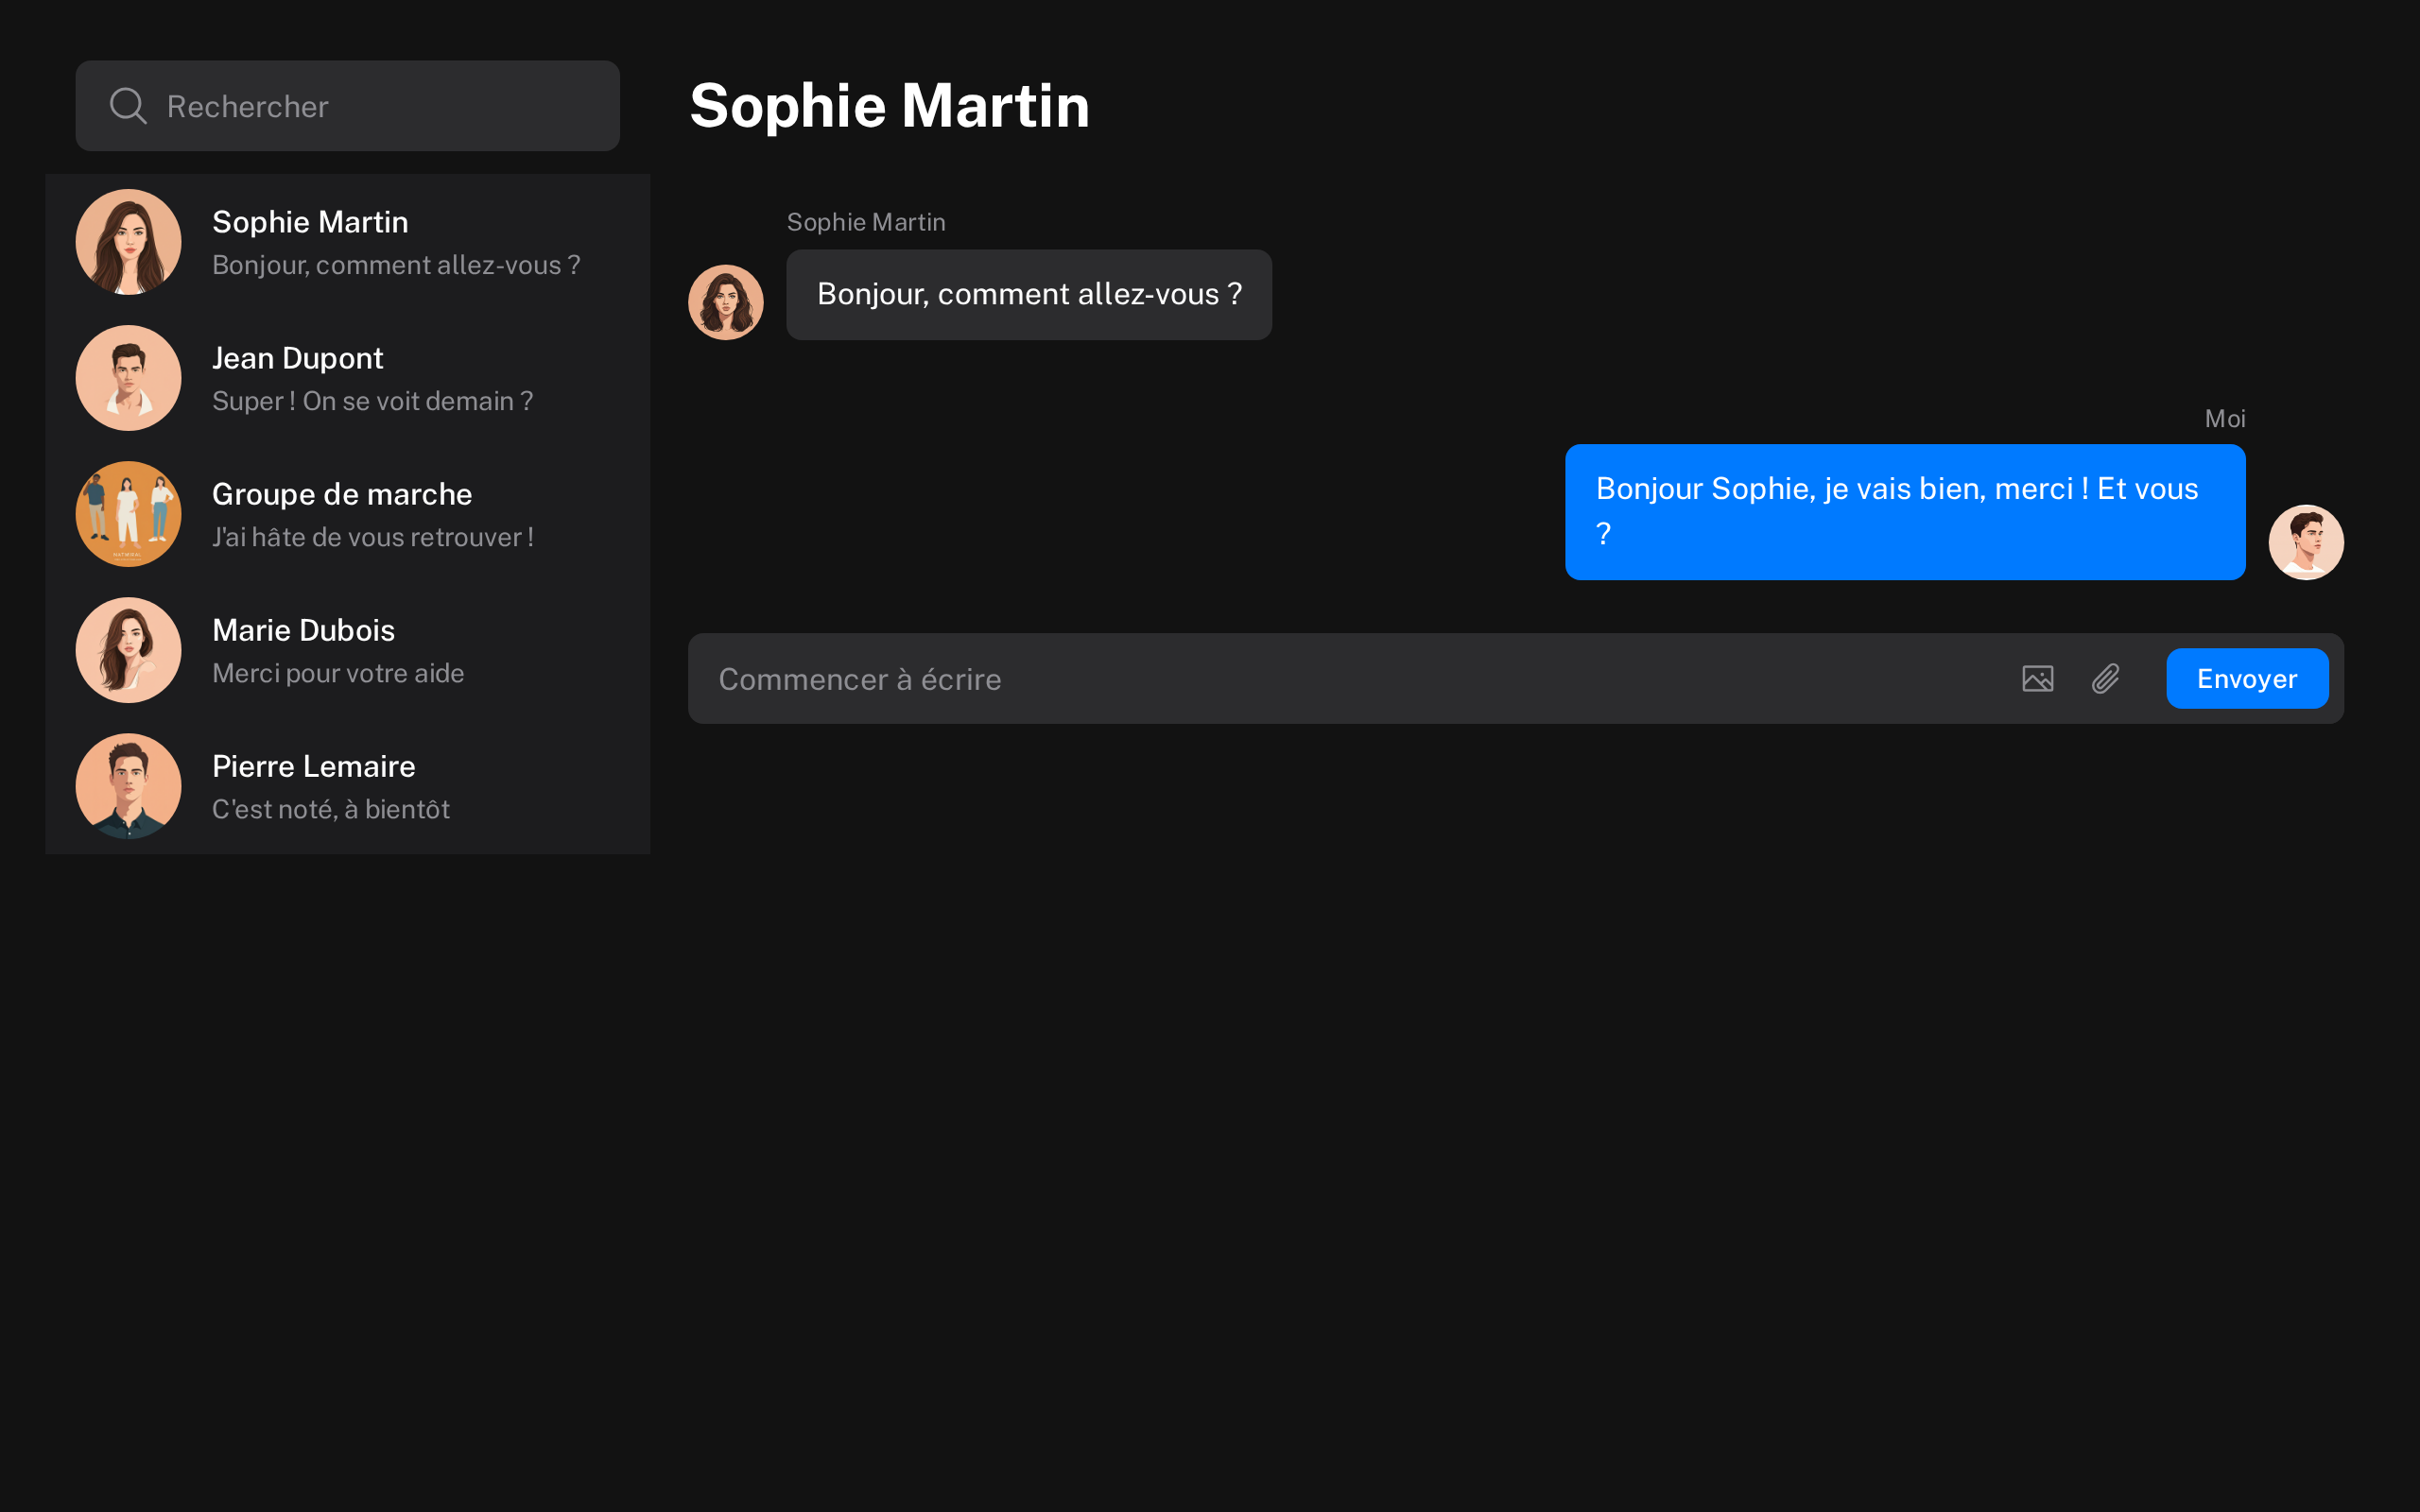 Rechercher
Sophie Martin
Bonjour, comment allez-vous ?
Jean Dupont
Super ! On se voit demain ?
Groupe de marche
J'ai hâte de vous retrouver !
Marie Dubois
Merci pour votre aide
Pierre Lemaire
C'est noté, à bientôt
Sophie Martin
Sophie Martin
Bonjour, comment allez-vous ?
Moi
Bonjour Sophie, je vais bien, merci ! Et vous
?
Commencer à écrire
Envoyer